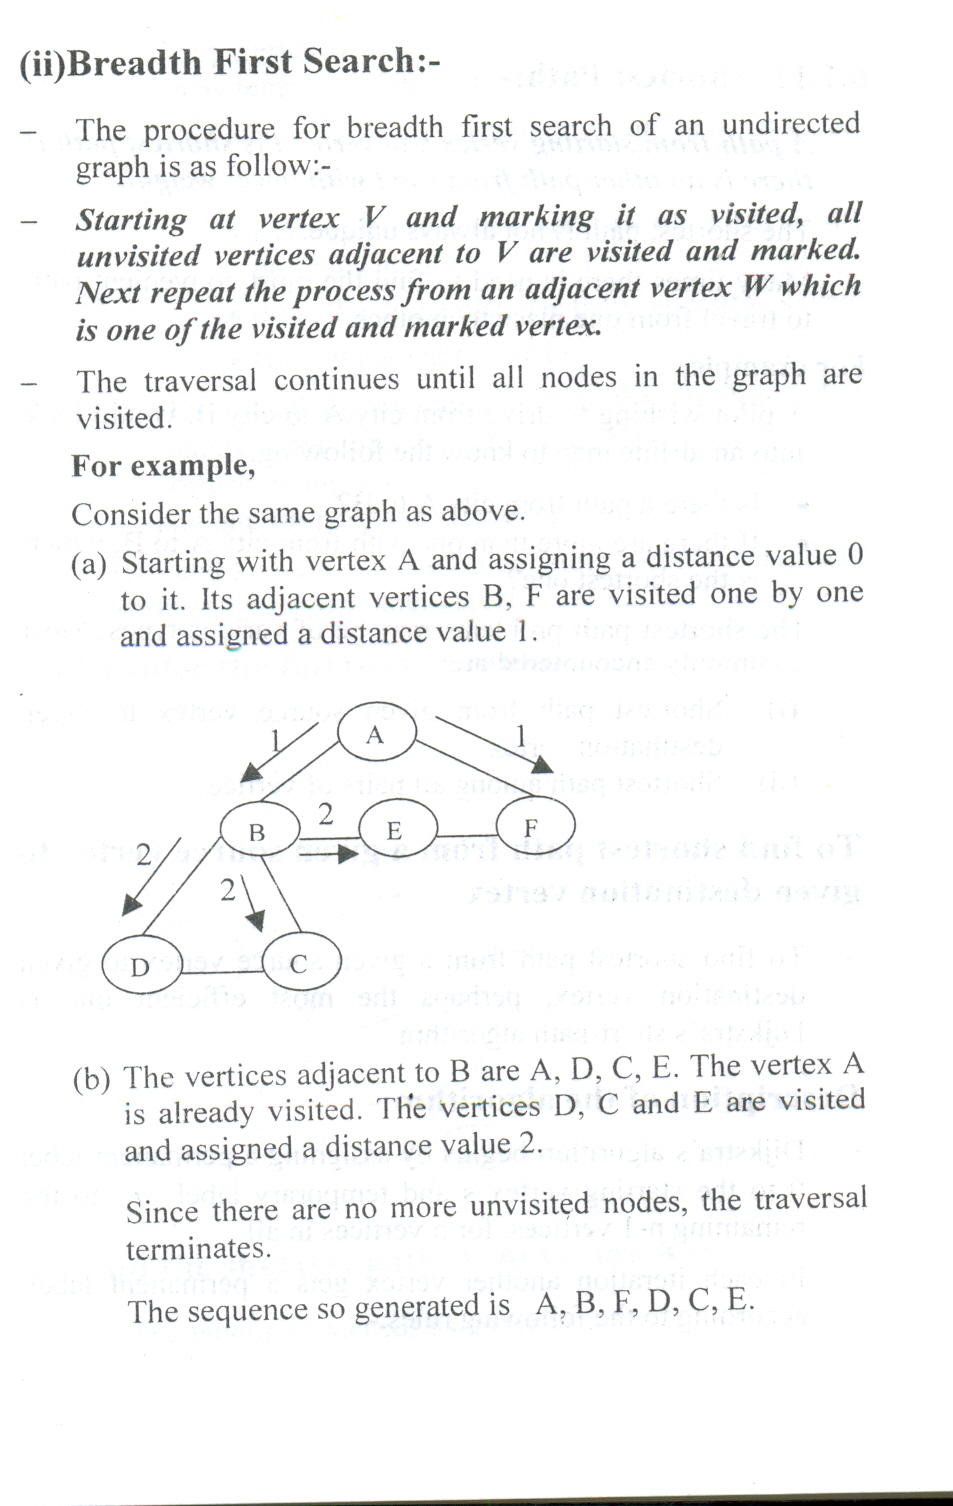 (ii)Breadth First Search:-
– The procedure for breadth first search of an undirected
graph is as follow:-
– Starting at vertex V and marking it as visited, all
unvisited vertices adjacent to V are visited and marked.
Next repeat the process from an adjacent vertex W which
is one of the visited and marked vertex.
– The traversal continues until all nodes in the graph are
visited.
For example,
Consider the same graph as above.
(a) Starting with vertex A and assigning a distance value 0
to it. Its adjacent vertices B, F are visited one by one
and assigned a distance value 1.
1 A 1
B 2 E F
2 2
D C
(b) The vertices adjacent to B are A, D, C, E. The vertex A
is already visited. The vertices D, C and E are visited
and assigned a distance value 2.
Since there are no more unvisited nodes, the traversal
terminates.
The sequence so generated is A, B, F, D, C, E.